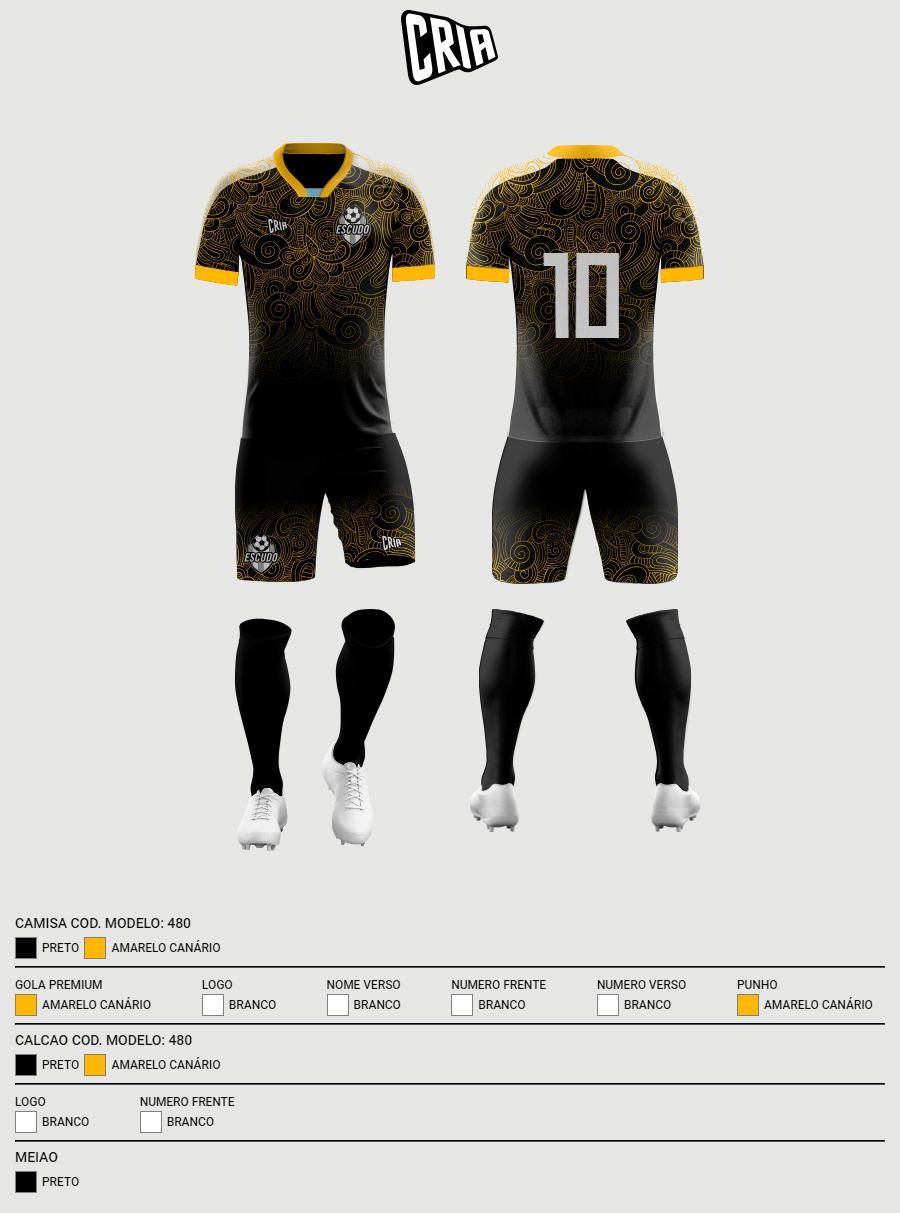 CRIA
CRIA
ESCUDO
10
ESCUDO
CRIA
CAMISA COD. MODELO: 480
PRETO AMARELO CANÁRIO
GOLA PREMIUM LOGO NOME VERSO NUMERO FRENTE NUMERO VERSO PUNHO
AMARELO CANÁRIO BRANCO BRANCO BRANCO BRANCO AMARELO CANÁRIO
CALCAO COD. MODELO: 480
PRETO AMARELO CANÁRIO
LOGO NUMERO FRENTE
BRANCO BRANCO
MEIAO
PRETO